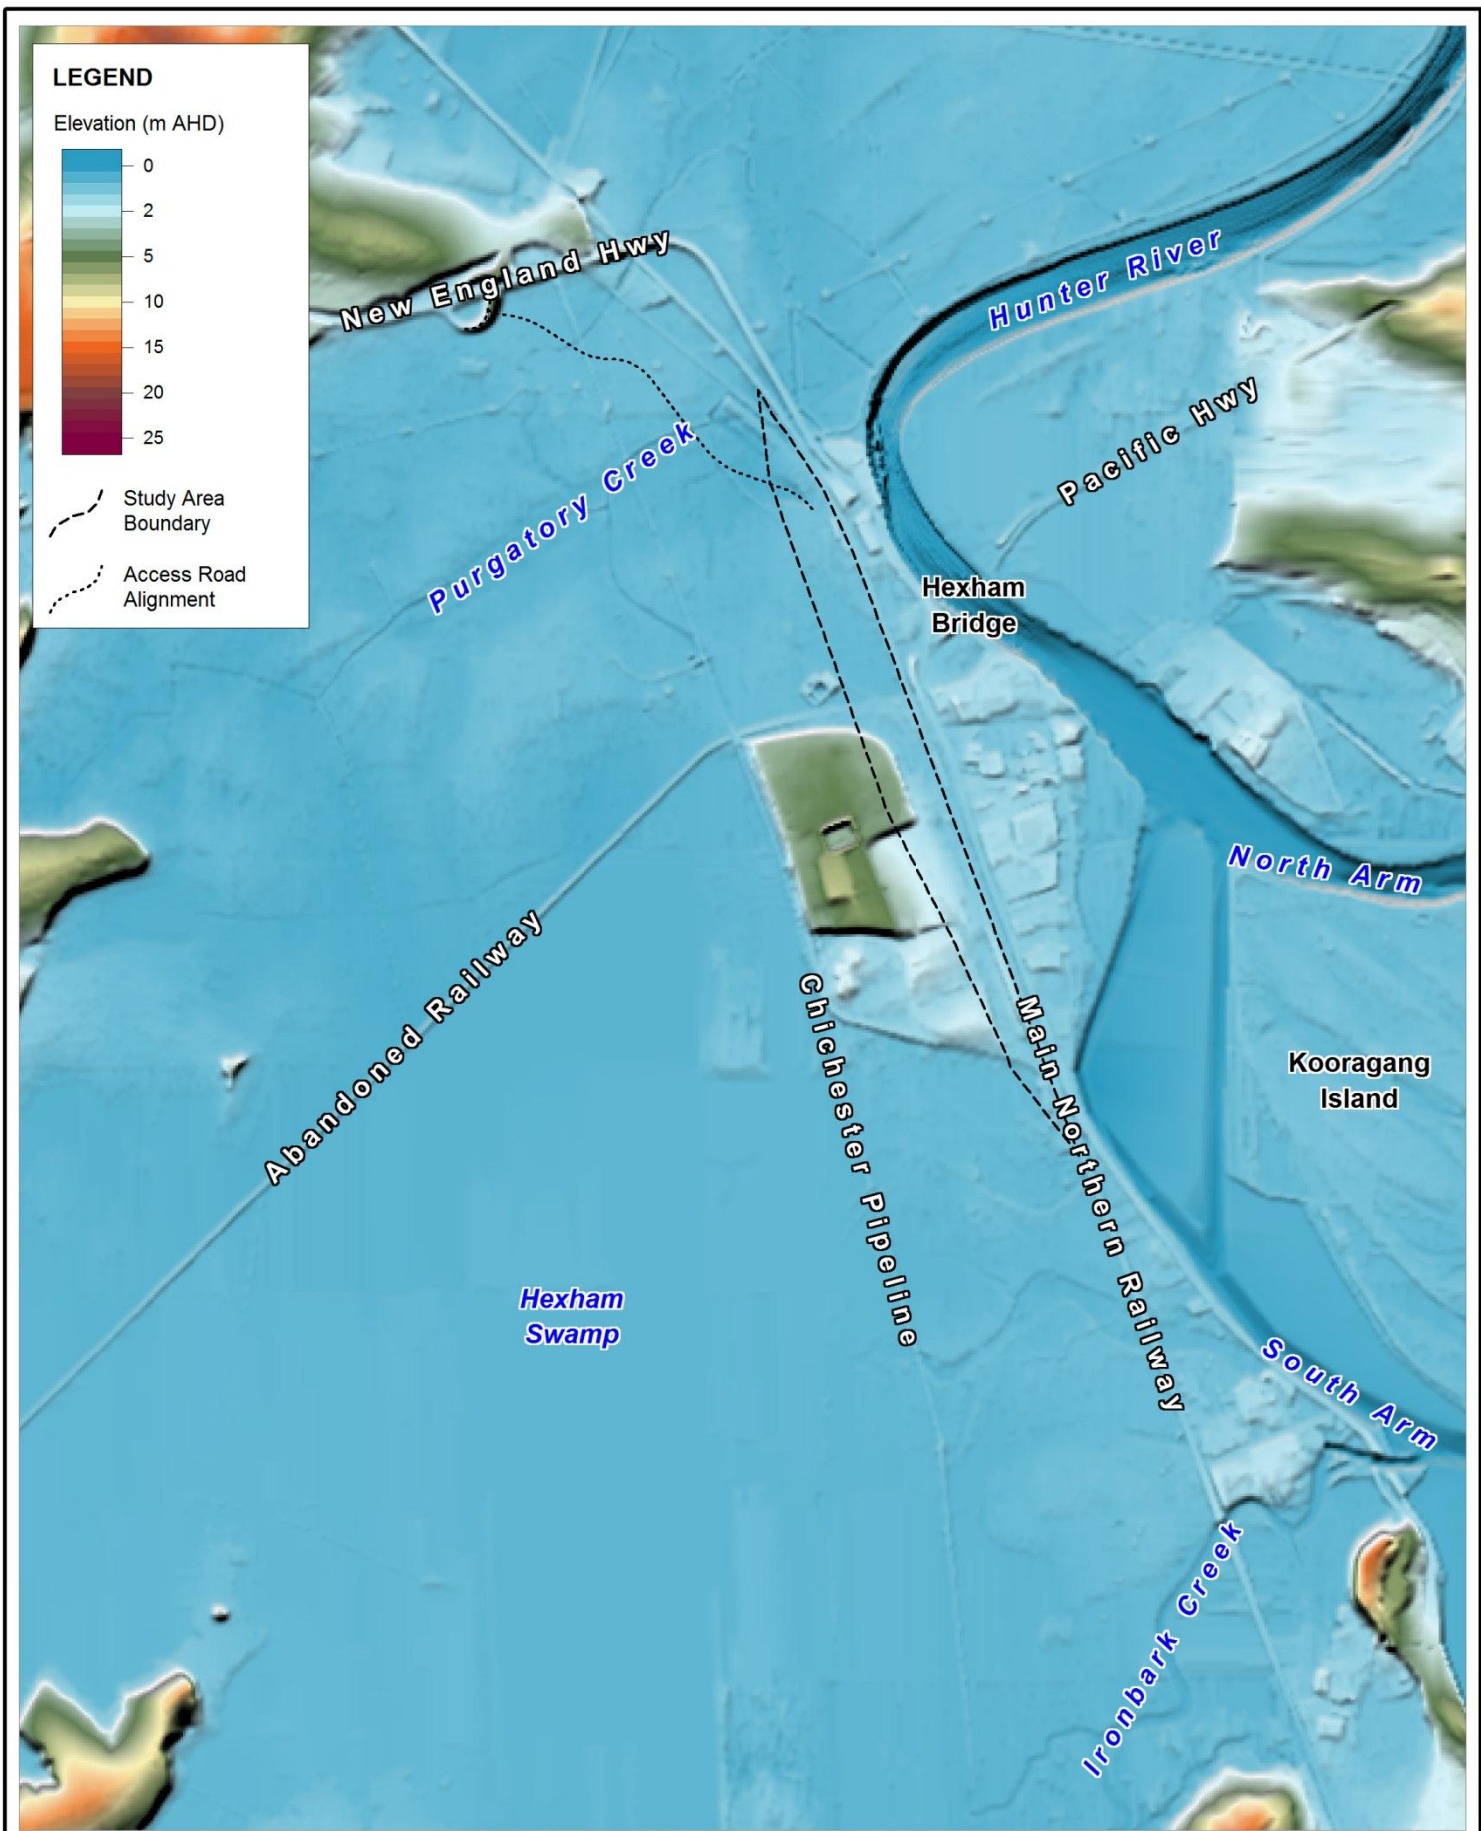 LEGEND
Elevation (m AHD)
0
2
5
10
15
20
25
Study Area
Boundary
Access Road
Alignment
New England Hwy
Hunter River
Pacific Hwy
Purgatory Creek
Hexham
Bridge
North Arm
Abandoned Railway
Chichester Pipeline
Main Northern Railway
Kooragang
Island
Hexham
Swamp
South Arm
Ironbark Creek